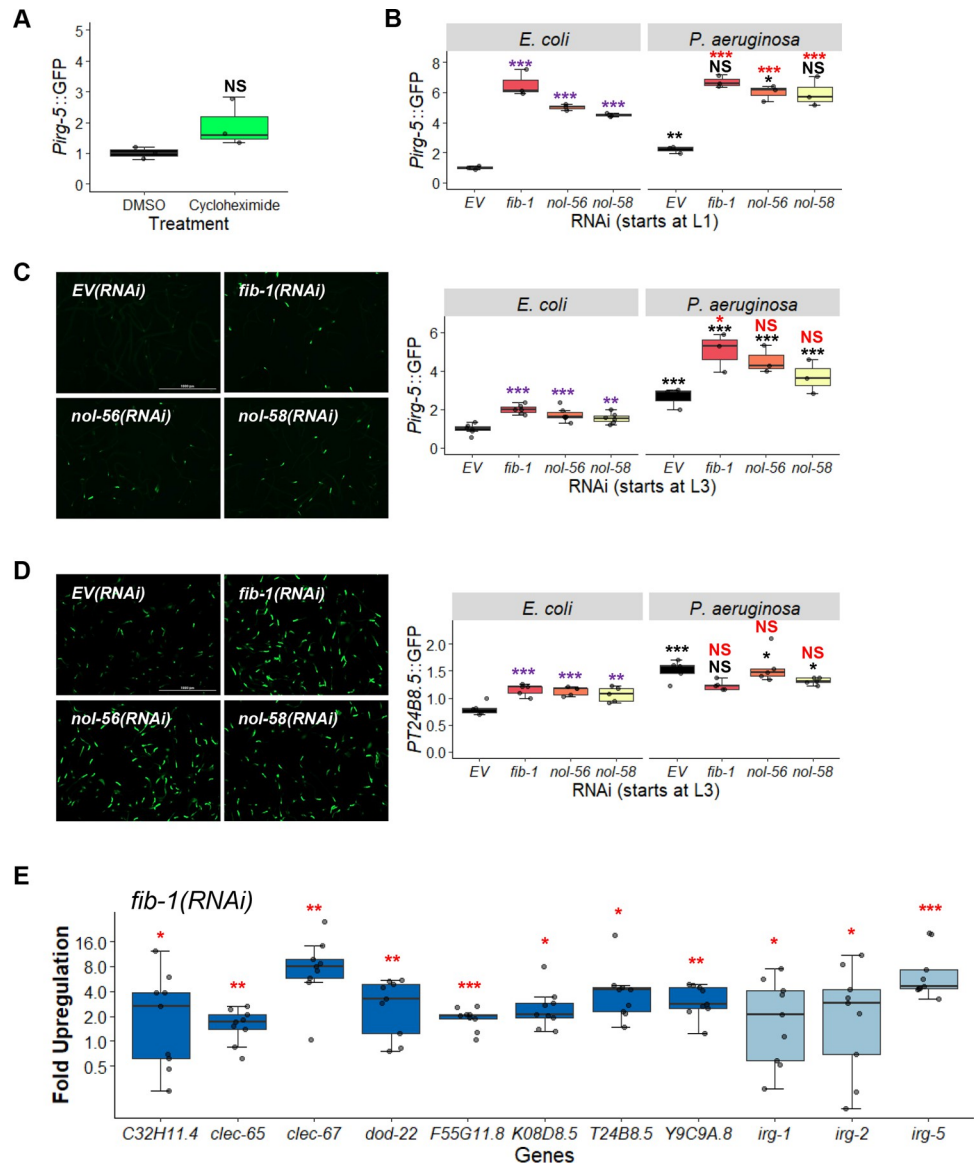 A
Pirg-5::GFP
5
4
3
2
1
NS
DMSO
Cycloheximide
Treatment
B
E. coli
P. aeruginosa
Pirg-5::GFP
8
6
4
2
0
***
***
***
**
***
NS
***
*
***
NS
EV
fib-1
nol-56
nol-58
EV
fib-1
nol-56
nol-58
RNAi (starts at L1)
C
EV(RNAi)
fib-1(RNAi)
1000 µm
nol-56(RNAi)
nol-58(RNAi)
E. coli
P. aeruginosa
Pirg-5::GFP
6
4
2
0
***
***
**
***
*
***
NS
***
NS
***
EV
fib-1
nol-56
nol-58
EV
fib-1
nol-56
nol-58
RNAi (starts at L3)
D
EV(RNAi)
fib-1(RNAi)
1000 µm
nol-56(RNAi)
nol-58(RNAi)
E. coli
P. aeruginosa
PT24B8.5::GFP
2.0
1.5
1.0
0.5
0.0
***
***
**
***
NS
NS
NS
*
NS
*
EV
fib-1
nol-56
nol-58
EV
fib-1
nol-56
nol-58
RNAi (starts at L3)
E
fib-1(RNAi)
Fold Upregulation
16.0
8.0
4.0
2.0
1.0
0.5
*
**
**
**
***
*
*
**
*
*
***
C32H11.4
clec-65
clec-67
dod-22
F55G11.8
K08D8.5
T24B8.5
Y9C9A.8
irg-1
irg-2
irg-5
Genes